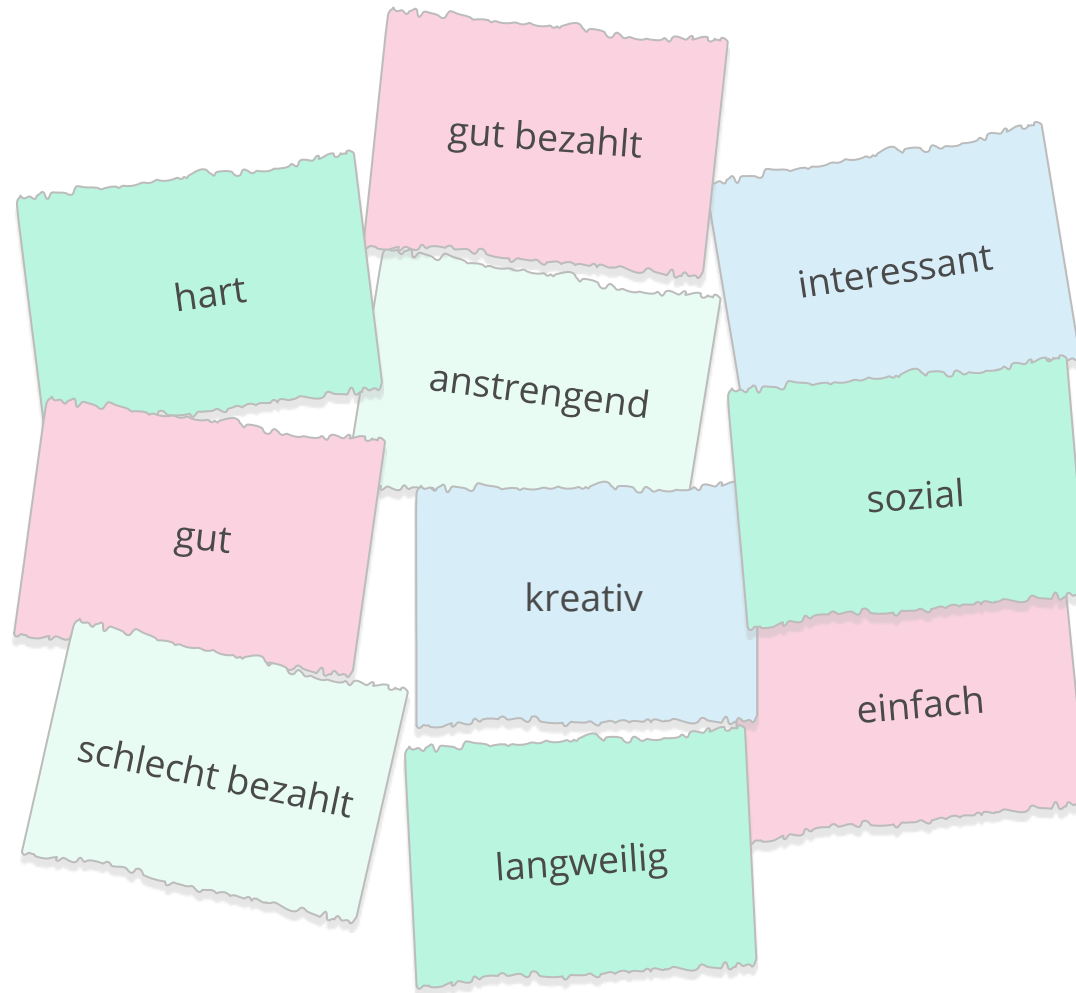 gut bezahlt
interessant
hart
anstrengend
sozial
gut
kreativ
einfach
schlecht bezahlt
langweilig